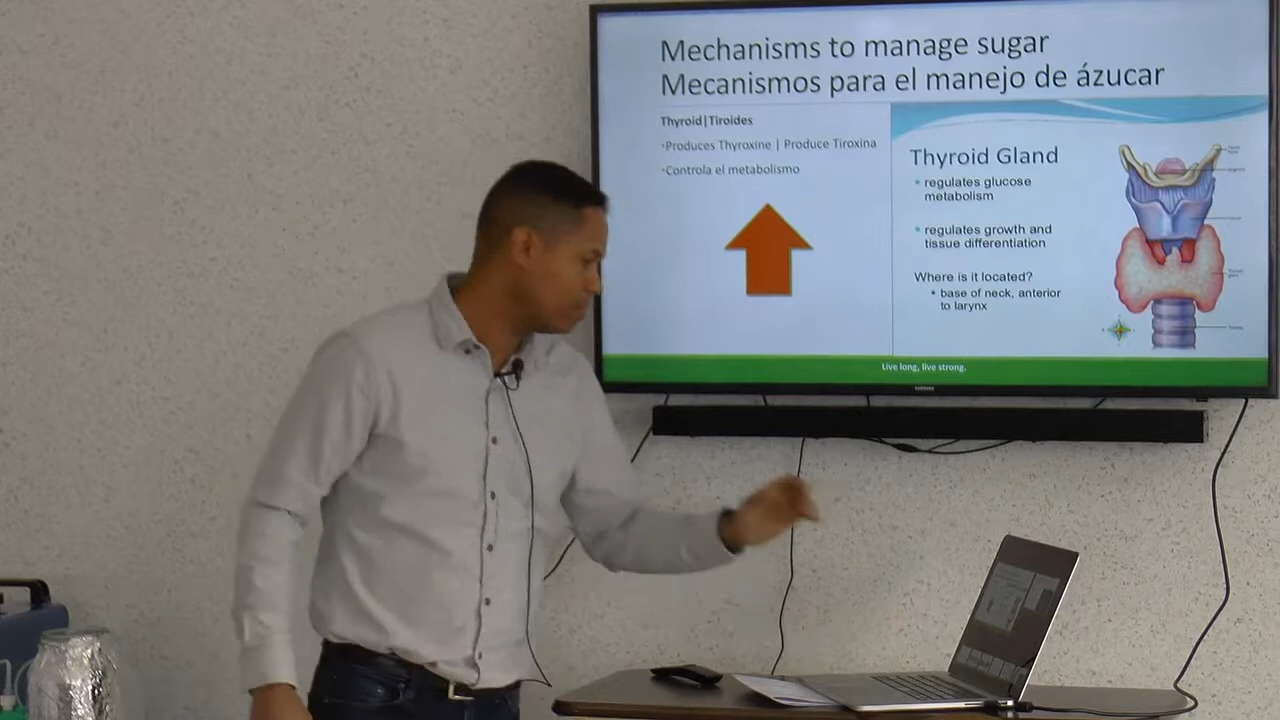 Mechanisms to manage sugar
Mecanismos para el manejo de ázucar
Thyroid|Tiroides
·Produces Thyroxine | Produce Tiroxina
·Controla el metabolismo
Thyroid Gland
• regulates glucose
metabolism
• regulates growth and
tissue differentiation
Where is it located?
• base of neck, anterior
to larynx
Live long, live strong.
SAMSUNG